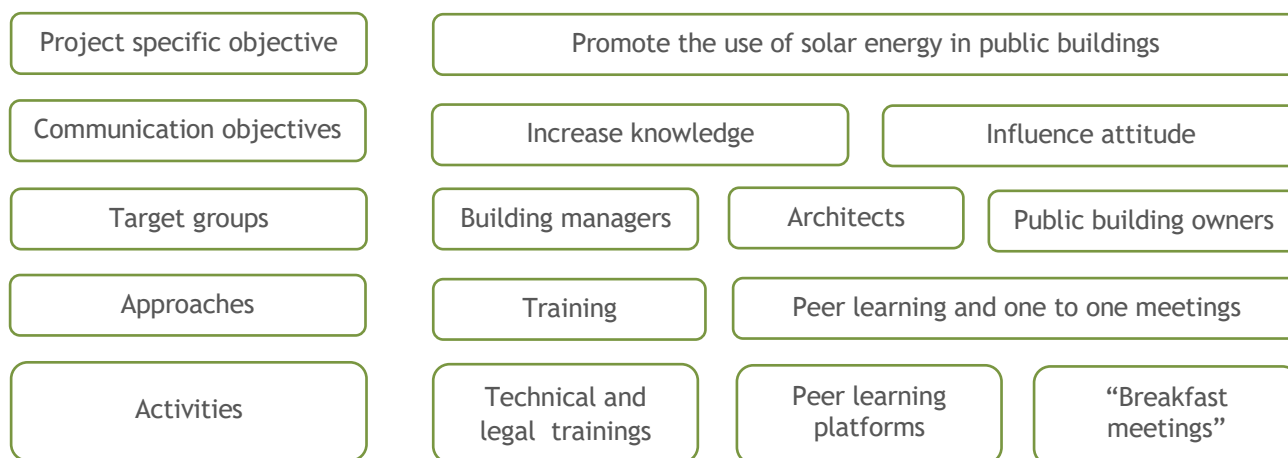 Project specific objective
Promote the use of solar energy in public buildings
Communication objectives
Increase knowledge
Influence attitude
Target groups
Building managers
Architects
Public building owners
Approaches
Training
Peer learning and one to one meetings
Activities
Technical and
legal trainings
Peer learning
platforms
“Breakfast
meetings”